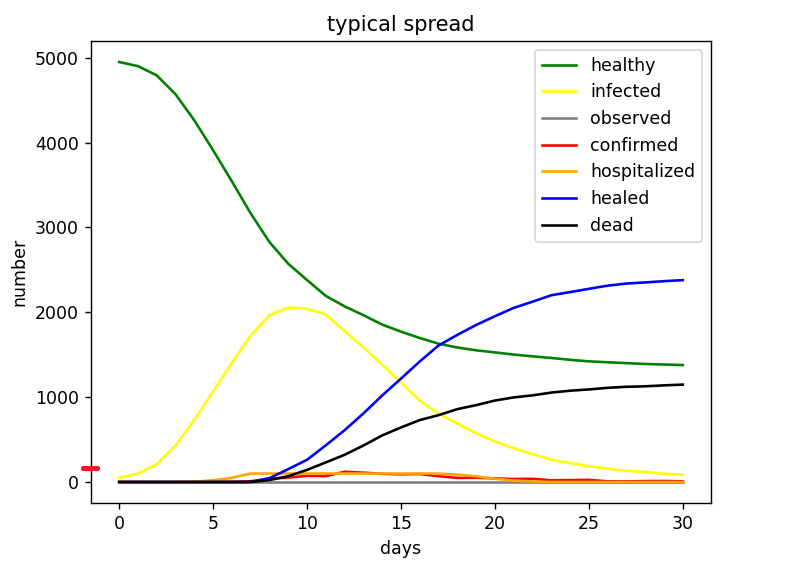 typical spread
5000
4000
3000
2000
1000
0
number
healthy
infected
observed
confirmed
hospitalized
healed
dead
0 5 10 15 20 25 30
days